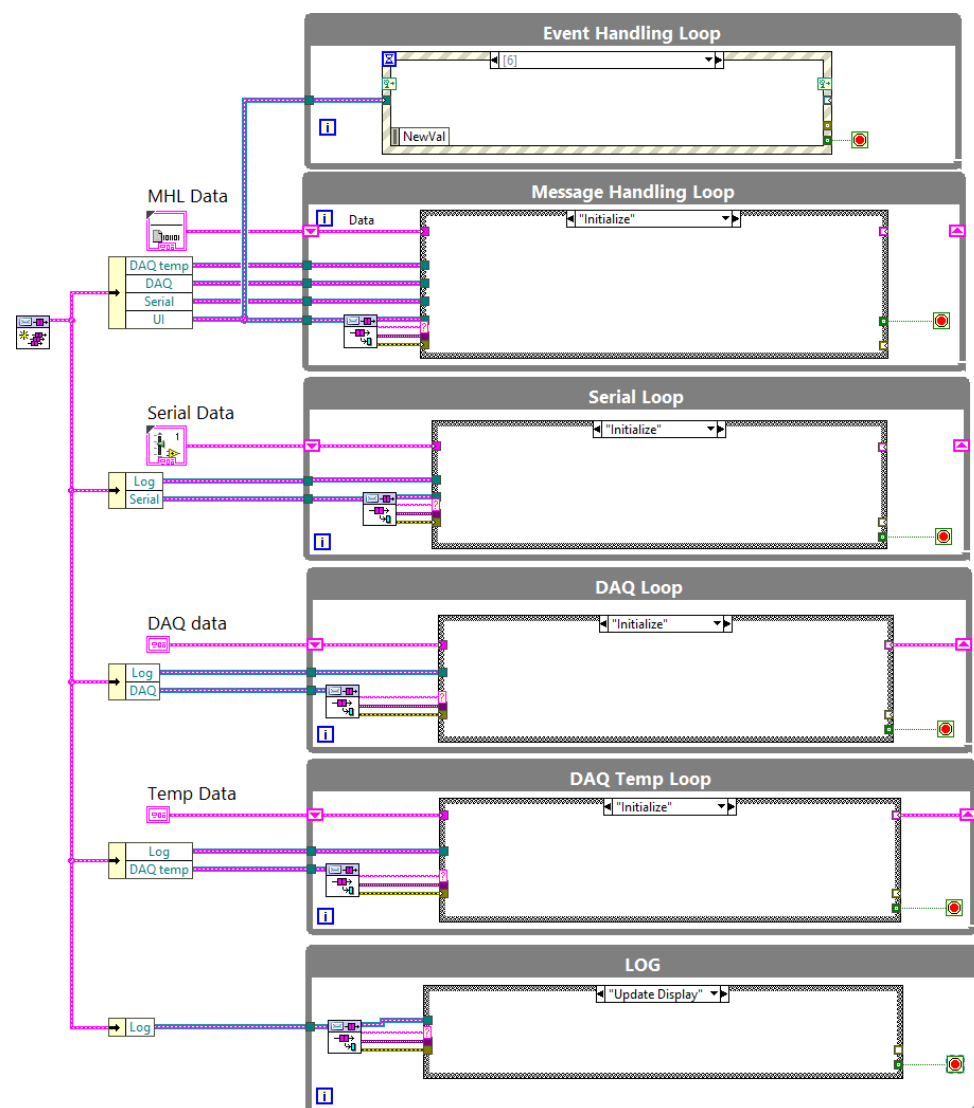 Event Handling Loop
[6]
i
NewVal
MHL Data
Message Handling Loop
i
Data
"Initialize"
DAQ temp
DAQ
Serial
UI
?
Serial Data
Serial Loop
"Initialize"
1
Log
Serial
?
i
DAQ Loop
DAQ data
"Initialize"
Log
DAQ
?
i
DAQ Temp Loop
Temp Data
"Initialize"
Log
DAQ temp
?
i
LOG
"Update Display"
Log
?
i